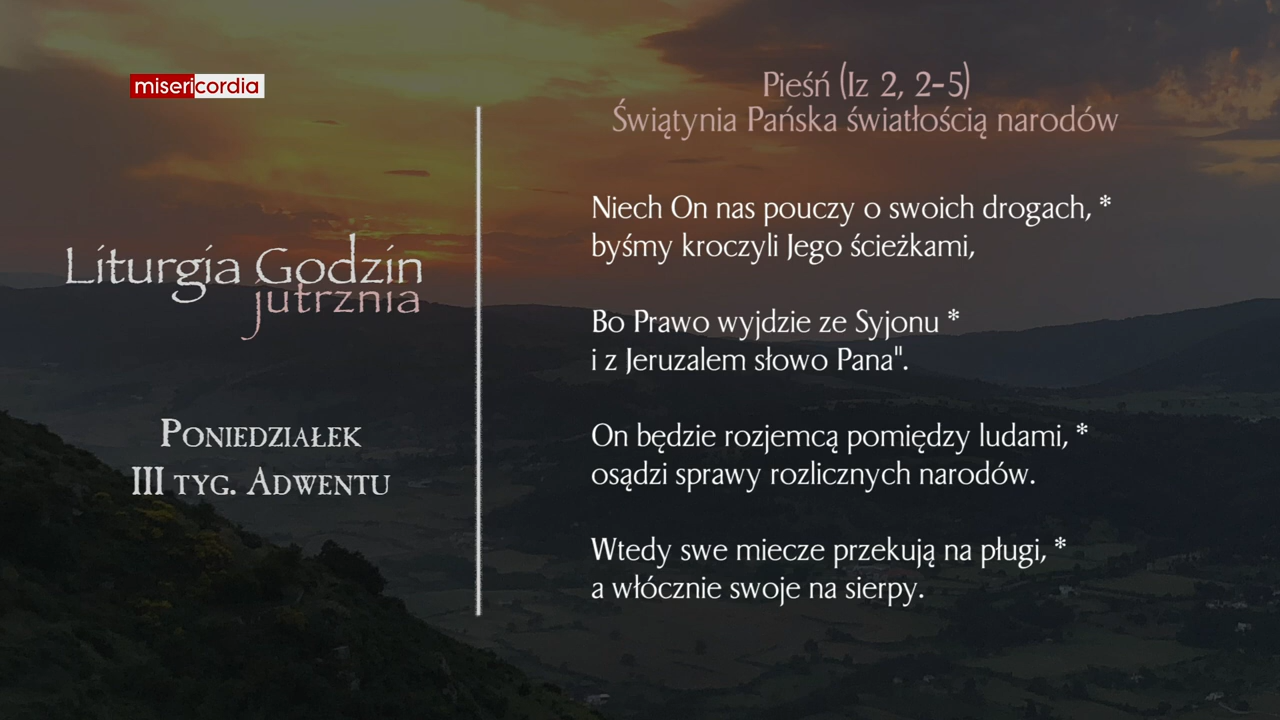 misericordia
Liturgia Godzin
jutrznia
Poniedziałek
III tyg. Adwentu
Pieśń (Iz 2, 2-5)
Świątynia Pańska światłością narodów
Niech On nas pouczy o swoich drogach, *
byśmy kroczyli Jego ścieżkami,
Bo Prawo wyjdzie ze Syjonu *
i z Jeruzalem słowo Pana".
On będzie rozjemcą pomiędzy ludami, *
osądzi sprawy rozlicznych narodów.
Wtedy swe miecze przekują na pługi, *
a włócznie swoje na sierpy.